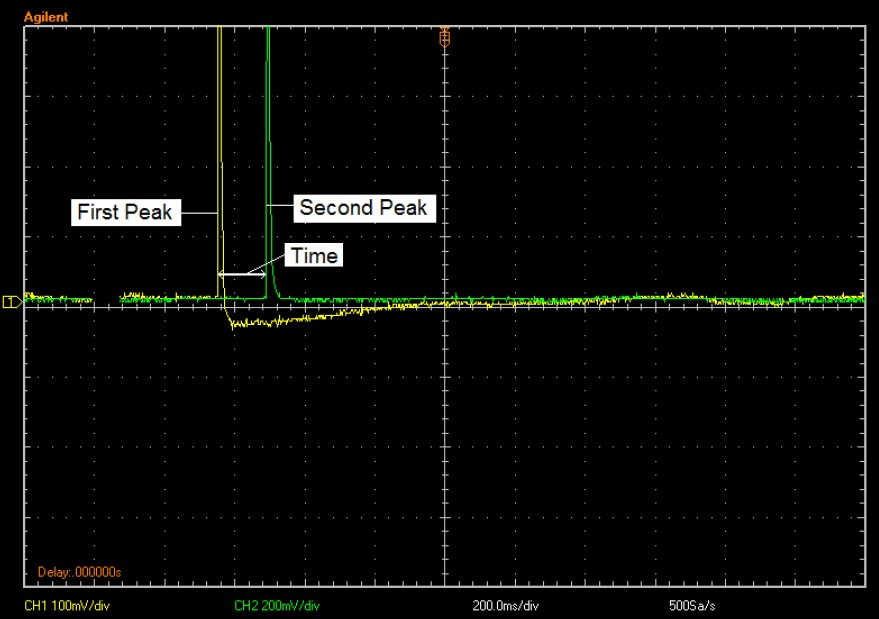 Agilent
First Peak
Second Peak
Time
1
Delay:.000000s
CH1 100mV/div CH2 200mV/div 200.0ms/div 500Sa/s